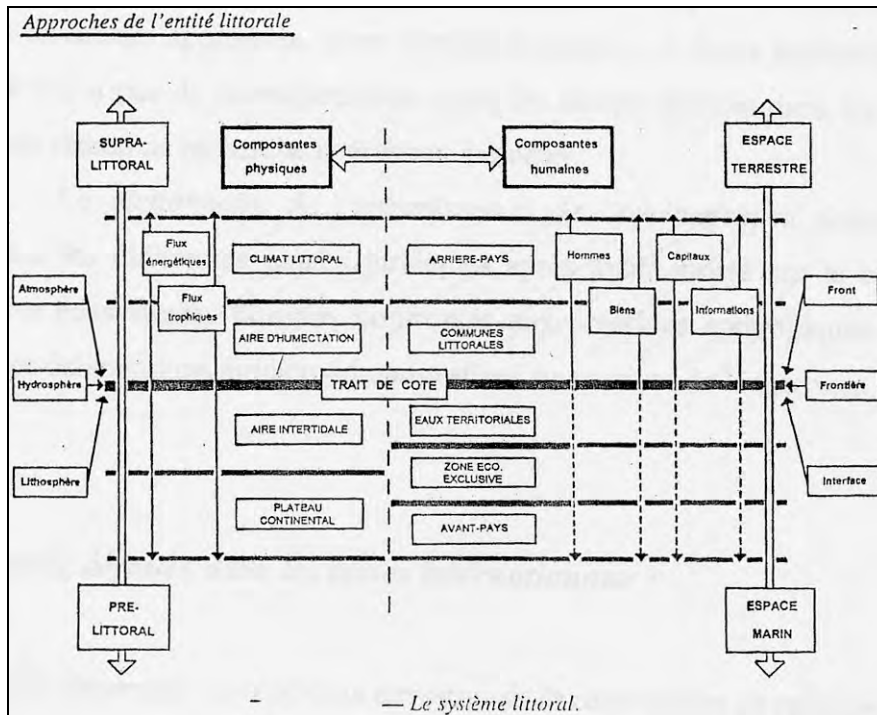 Approches de l'entité littorale
SUPRA-
LITTORAL
Composantes
physiques
Composantes
humaines
ESPACE
TERRESTRE
Flux
énergétiques
CLIMAT LITTORAL
ARRIERE-PAYS
Hommes
Capitaux
Atmosphère
Flux
trophiques
Biens
Informations
Front
AIRE D'HUMECTATION
COMMUNES
LITTORALES
Hydrosphère
TRAIT DE COTE
Frontière
AIRE INTERTIDALE
EAUX TERRITORIALES
Lithosphère
ZONE ECO.
EXCLUSIVE
Interface
PLATEAU
CONTINENTAL
AVANT-PAYS
PRE-
LITTORAL
ESPACE
MARIN
– — Le système littoral.